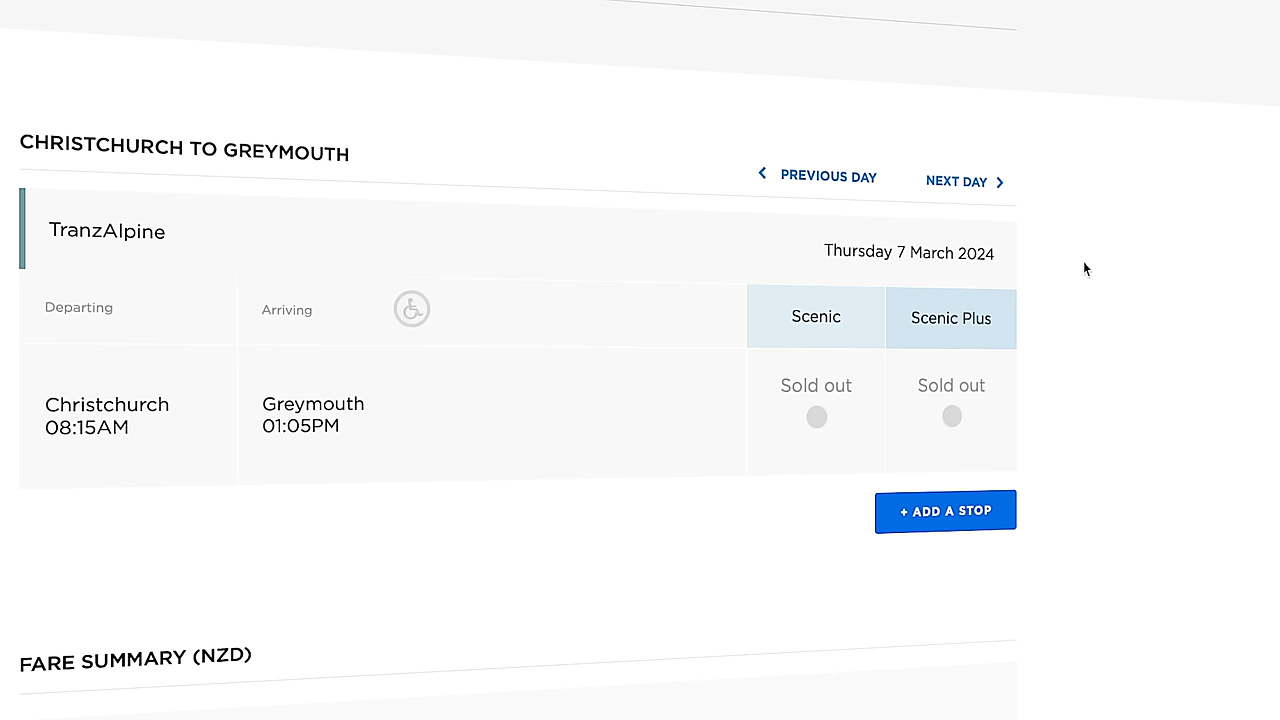 CHRISTCHURCH TO GREYMOUTH
PREVIOUS DAY
NEXT DAY
TranzAlpine
Thursday 7 March 2024
Departing
Arriving
Scenic
Scenic Plus
Christchurch
08:15AM
Greymouth
01:05PM
Sold out
Sold out
+ ADD A STOP
FARE SUMMARY (NZD)